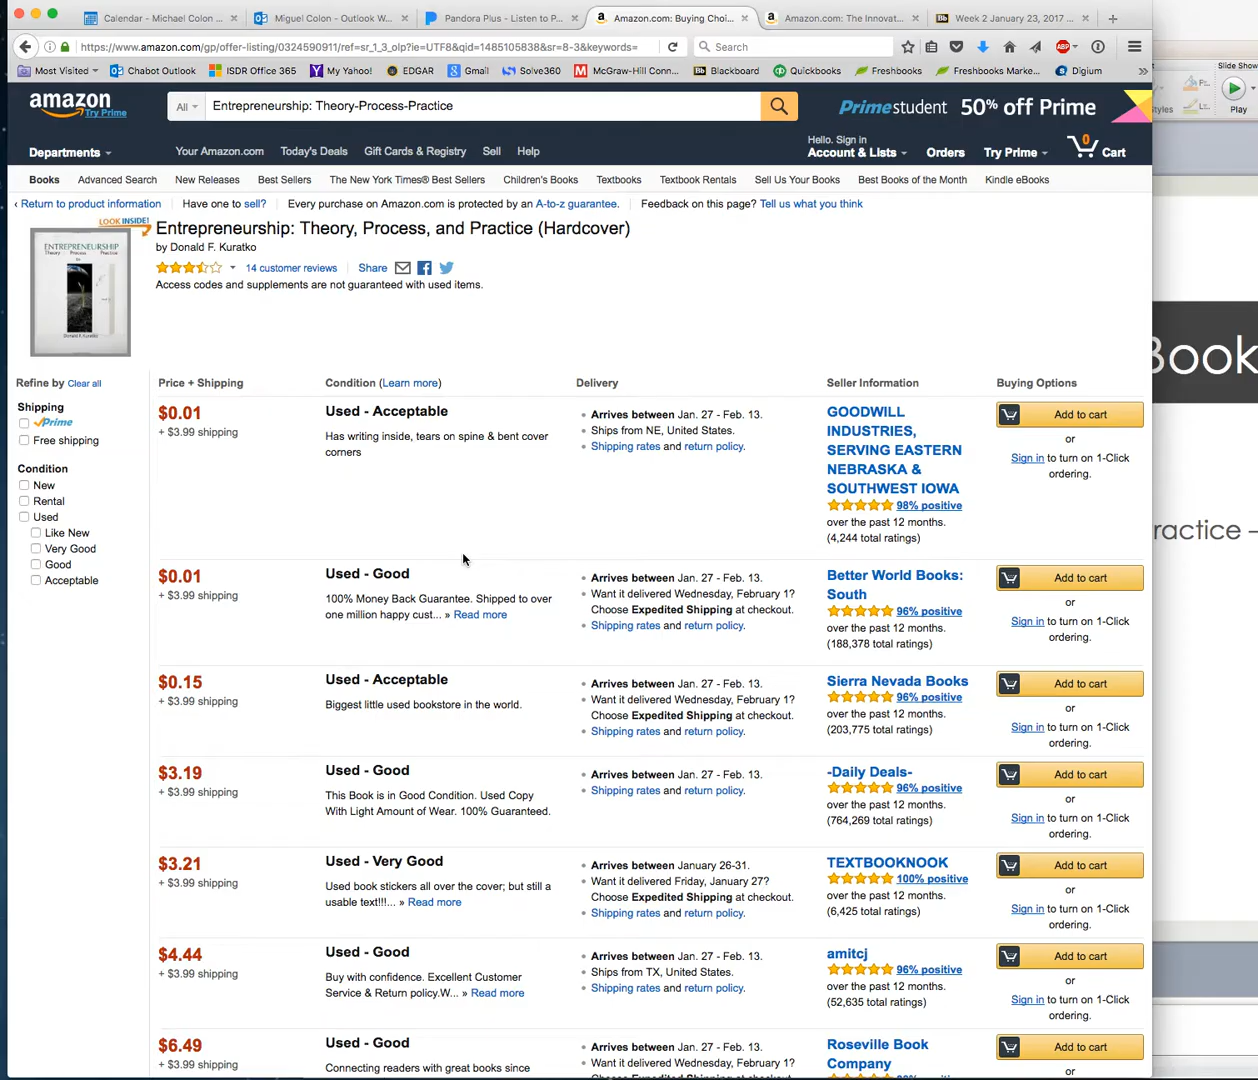 Calendar - Michael Colon ...
Miguel Colon - Outlook W...
Pandora Plus - Listen to P...
Amazon.com: Buying Choi...
Amazon.com: The Innovat...
Week 2 January 23, 2017 ...
https://www.amazon.com/gp/offer-listing/0324590911/ref=sr_1_3_olp?ie=UTF8&qid=1485105838&sr=8-3&keywords=
Search
Most Visited
Chabot Outlook
ISDR Office 365
My Yahoo!
EDGAR
Gmail
Solve360
McGraw-Hill Conn...
Blackboard
Quickbooks
Freshbooks
Freshbooks Marke...
Digium
Slide Show
Styles
Play
amazon
Try Prime
All
Entrepreneurship: Theory-Process-Practice
Prime student 50% off Prime
Departments
Your Amazon.com
Today's Deals
Gift Cards & Registry
Sell
Help
Hello. Sign in
Account & Lists
Orders
Try Prime
0
Cart
Books
Advanced Search
New Releases
Best Sellers
The New York Times® Best Sellers
Children's Books
Textbooks
Textbook Rentals
Sell Us Your Books
Best Books of the Month
Kindle eBooks
‹ Return to product information
Have one to sell?
Every purchase on Amazon.com is protected by an A-to-z guarantee.
Feedback on this page? Tell us what you think
LOOK INSIDE!
ENTREPRENEURSHIP
Theory Process Practice
Donald F. Kuratko
Entrepreneurship: Theory, Process, and Practice (Hardcover)
by Donald F. Kuratko
14 customer reviews
Share
Access codes and supplements are not guaranteed with used items.
Book
ractice –
Refine by Clear all
Shipping
Prime
Free shipping
Condition
New
Rental
Used
Like New
Very Good
Good
Acceptable
Price + Shipping
Condition (Learn more)
Delivery
Seller Information
Buying Options
$0.01
+ $3.99 shipping
Used - Acceptable
Has writing inside, tears on spine & bent cover
corners
Arrives between Jan. 27 - Feb. 13.
Ships from NE, United States.
Shipping rates and return policy.
GOODWILL
INDUSTRIES,
SERVING EASTERN
NEBRASKA &
SOUTHWEST IOWA
98% positive
over the past 12 months.
(4,244 total ratings)
Add to cart
or
Sign in to turn on 1-Click
ordering.
$0.01
+ $3.99 shipping
Used - Good
100% Money Back Guarantee. Shipped to over
one million happy cust... » Read more
Arrives between Jan. 27 - Feb. 13.
Want it delivered Wednesday, February 1?
Choose Expedited Shipping at checkout.
Shipping rates and return policy.
Better World Books:
South
96% positive
over the past 12 months.
(188,378 total ratings)
Add to cart
or
Sign in to turn on 1-Click
ordering.
$0.15
+ $3.99 shipping
Used - Acceptable
Biggest little used bookstore in the world.
Arrives between Jan. 27 - Feb. 13.
Want it delivered Wednesday, February 1?
Choose Expedited Shipping at checkout.
Shipping rates and return policy.
Sierra Nevada Books
96% positive
over the past 12 months.
(203,775 total ratings)
Add to cart
or
Sign in to turn on 1-Click
ordering.
$3.19
+ $3.99 shipping
Used - Good
This Book is in Good Condition. Used Copy
With Light Amount of Wear. 100% Guaranteed.
Arrives between Jan. 27 - Feb. 13.
Shipping rates and return policy.
-Daily Deals-
96% positive
over the past 12 months.
(764,269 total ratings)
Add to cart
or
Sign in to turn on 1-Click
ordering.
$3.21
+ $3.99 shipping
Used - Very Good
Used book stickers all over the cover; but still a
usable text!!!... » Read more
Arrives between January 26-31.
Want it delivered Friday, January 27?
Choose Expedited Shipping at checkout.
Shipping rates and return policy.
TEXTBOOKNOOK
100% positive
over the past 12 months.
(6,425 total ratings)
Add to cart
or
Sign in to turn on 1-Click
ordering.
$4.44
+ $3.99 shipping
Used - Good
Buy with confidence. Excellent Customer
Service & Return policy.W... » Read more
Arrives between Jan. 27 - Feb. 13.
Ships from TX, United States.
Shipping rates and return policy.
amitcj
96% positive
over the past 12 months.
(52,635 total ratings)
Add to cart
or
Sign in to turn on 1-Click
ordering.
$6.49
+ $3.99 shipping
Used - Good
Connecting readers with great books since
Arrives between Jan. 27 - Feb. 13.
Want it delivered Wednesday, February 1?
Roseville Book
Company
Add to cart
or